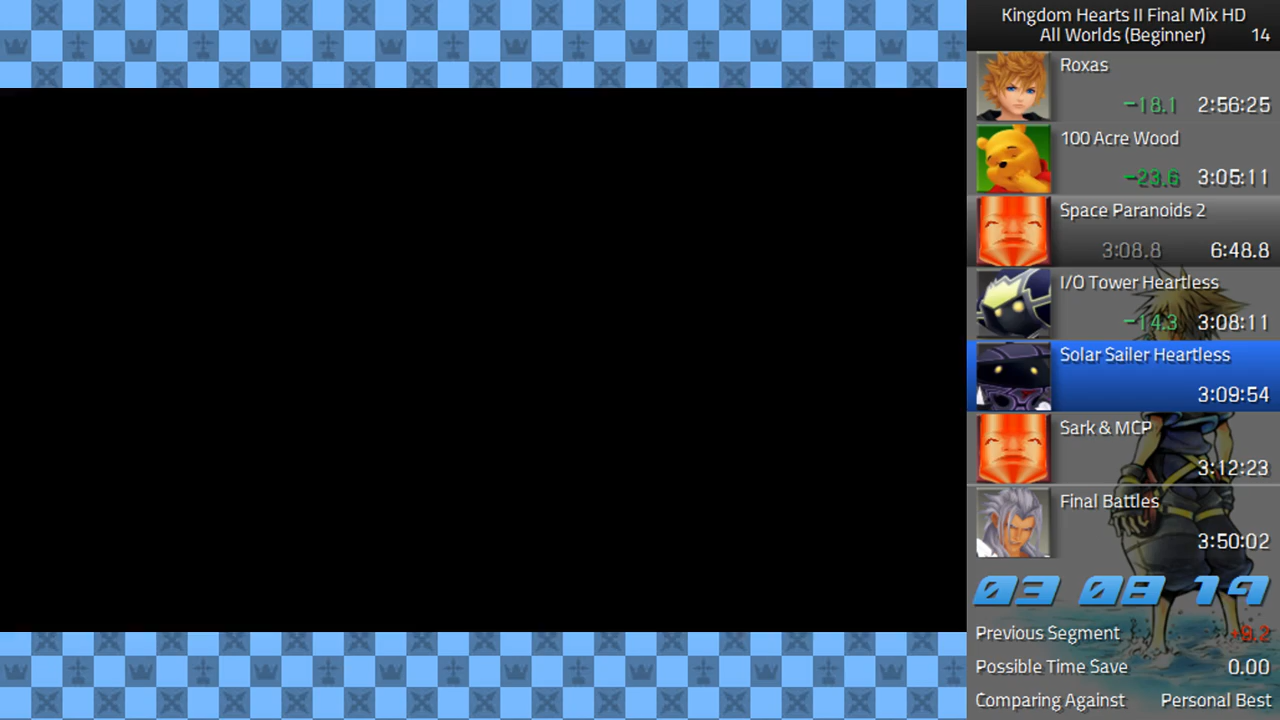 Kingdom Hearts II Final Mix HD
All Worlds (Beginner) 14
Roxas
-18.1 2:56:25
100 Acre Wood
-23.6 3:05:11
Space Paranoids 2
3:08.8 6:48.8
I/O Tower Heartless
-14.3 3:08:11
Solar Sailer Heartless
3:09:54
Sark & MCP
3:12:23
Final Battles
3:50:02
03 08 19
Previous Segment +9.2
Possible Time Save 0.00
Comparing Against Personal Best